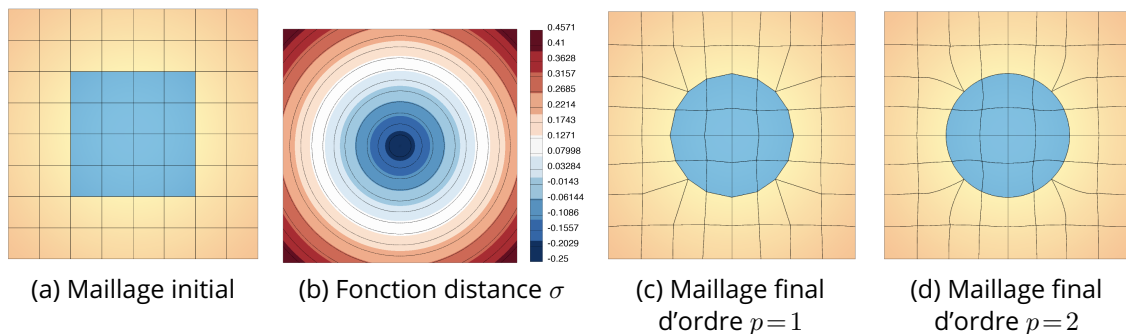 0.4571
0.41
0.3628
0.3157
0.2685
0.2214
0.1743
0.1271
0.07998
0.03284
-0.0143
-0.06144
-0.1086
-0.1557
-0.2029
-0.25
(a) Maillage initial
(b) Fonction distance σ
(c) Maillage final
d'ordre p=1
(d) Maillage final
d'ordre p=2